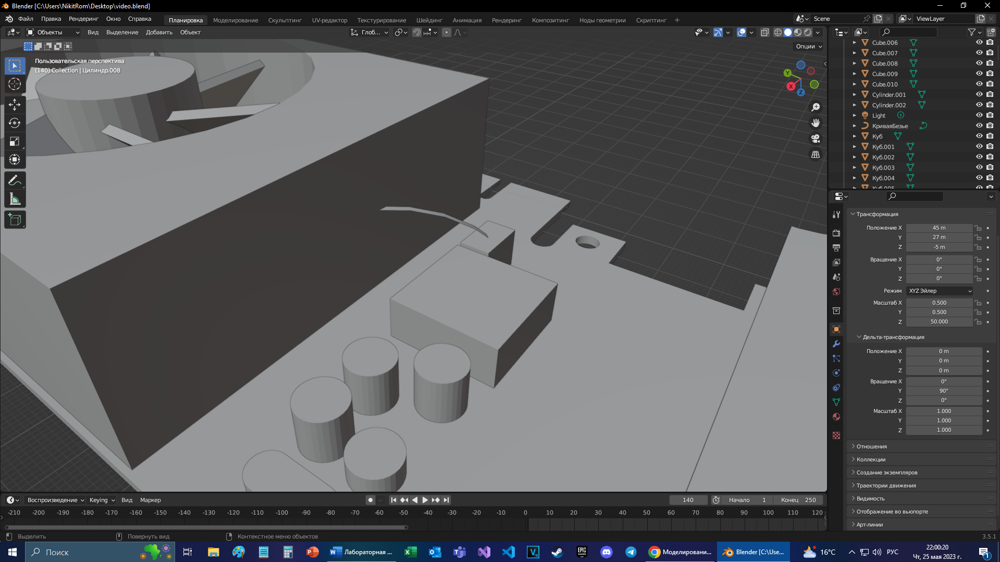 Blender [C:\Users\NikitRom\Desktop\video.blend]
Файл Правка Рендеринг Окно Справка
Планировка Моделирование Скульптинг UV-редактор Текстурирование Шейдинг Анимация Рендеринг Композитинг Ноды геометрии Скриптинг +
Scene
ViewLayer
Объекты Вид Выделение Добавить Объект
Глоб...
Опции
Пользовательская перспектива
(140) Collection | Цилиндр.008
Y
X
Z
Cube.006
Cube.007
Cube.008
Cube.009
Cube.010
Cylinder.001
Cylinder.002
Light
КриваяБезье
Куб
Куб.001
Куб.002
Куб.003
Куб.004
Куб.005
Трансформация
Положение X 45 m
Y 27 m
Z -5 m
Вращение X 0°
Y 0°
Z 0°
Режим XYZ Эйлер
Масштаб X 0.500
Y 0.500
Z 50.000
Дельта-трансформация
Положение X 0 m
Y 0 m
Z 0 m
Вращение X 0°
Y 90°
Z 0°
Масштаб X 1.000
Y 1.000
Z 1.000
Отношения
Коллекции
Создание экземпляров
Траектории движения
Видимость
Отображение во вьюпорте
Арт-линии
Воспроизведение Keying Вид Маркер
140 Начало 1 Конец 250
-210 -200 -190 -180 -170 -160 -150 -140 -130 -120 -110 -100 -90 -80 -70 -60 -50 -40 -30 -20 -10 0 10 20 30 40 50 60 70 80 90 100 110 120
Выделить Повернуть вид Контекстное меню объектов
3.5.1
Поиск
Лабораторная ...
Моделировани...
Blender [C:\Use...
16°C
РУС
22:00:20
Чт, 25 мая 2023 г.
1